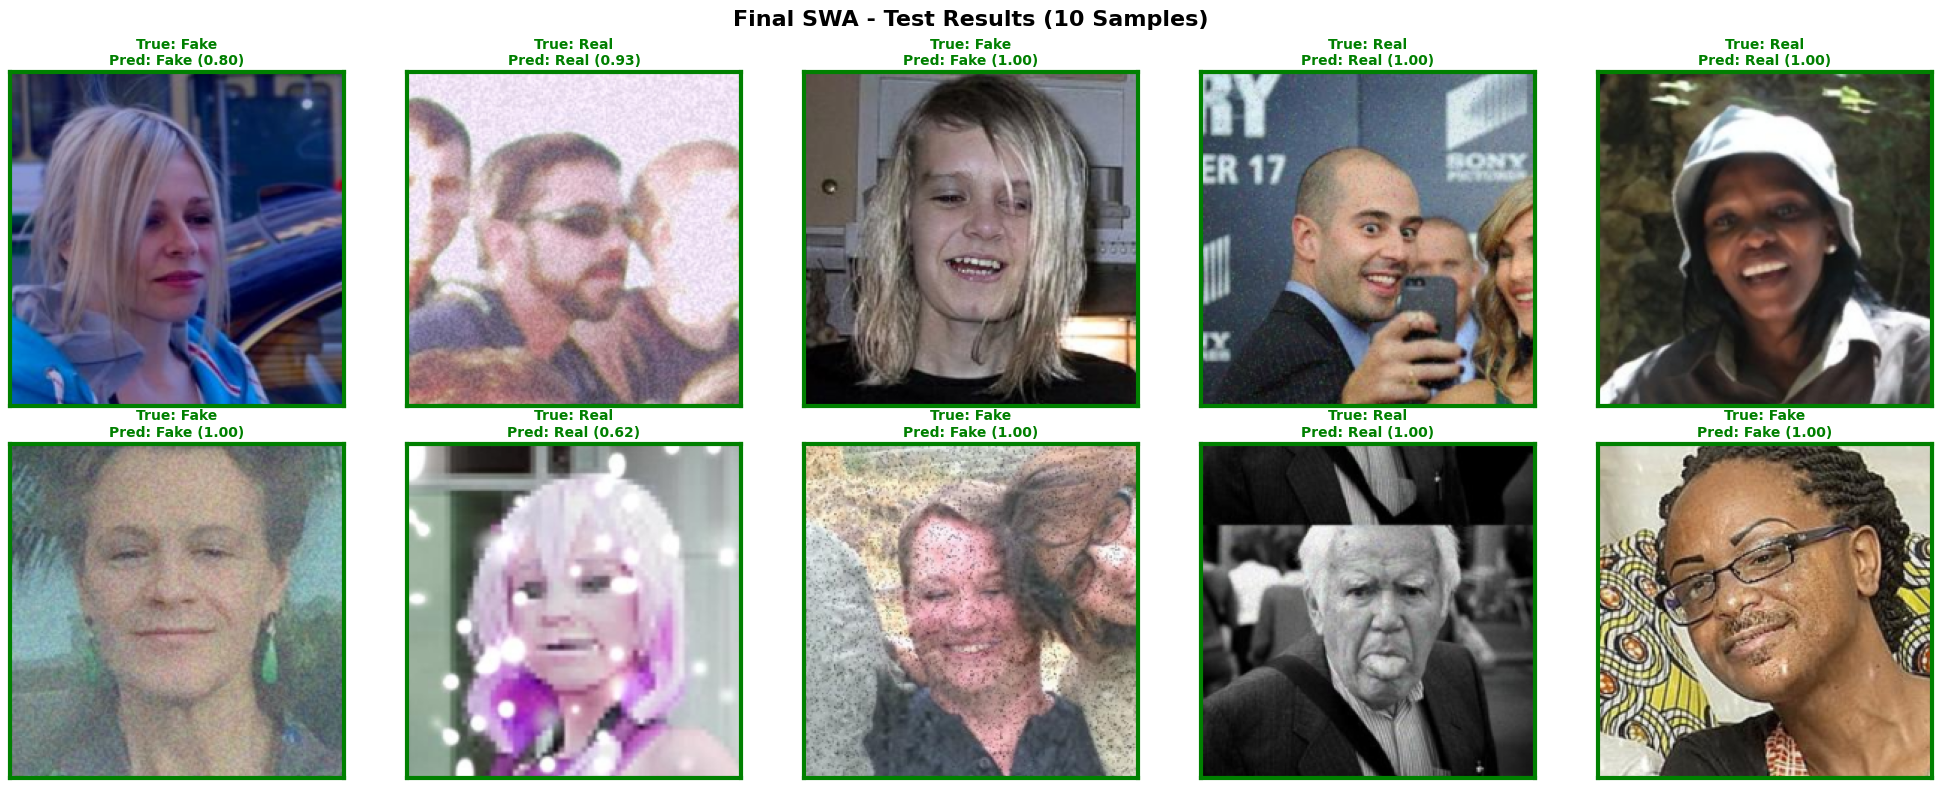 Final SWA - Test Results (10 Samples)
True: Fake
Pred: Fake (0.80)
True: Real
Pred: Real (0.93)
True: Fake
Pred: Fake (1.00)
True: Real
Pred: Real (1.00)
True: Real
Pred: Real (1.00)
RY
ER 17
SONY
PICTURES
True: Fake
Pred: Fake (1.00)
True: Real
Pred: Real (0.62)
True: Fake
Pred: Fake (1.00)
True: Real
Pred: Real (1.00)
True: Fake
Pred: Fake (1.00)